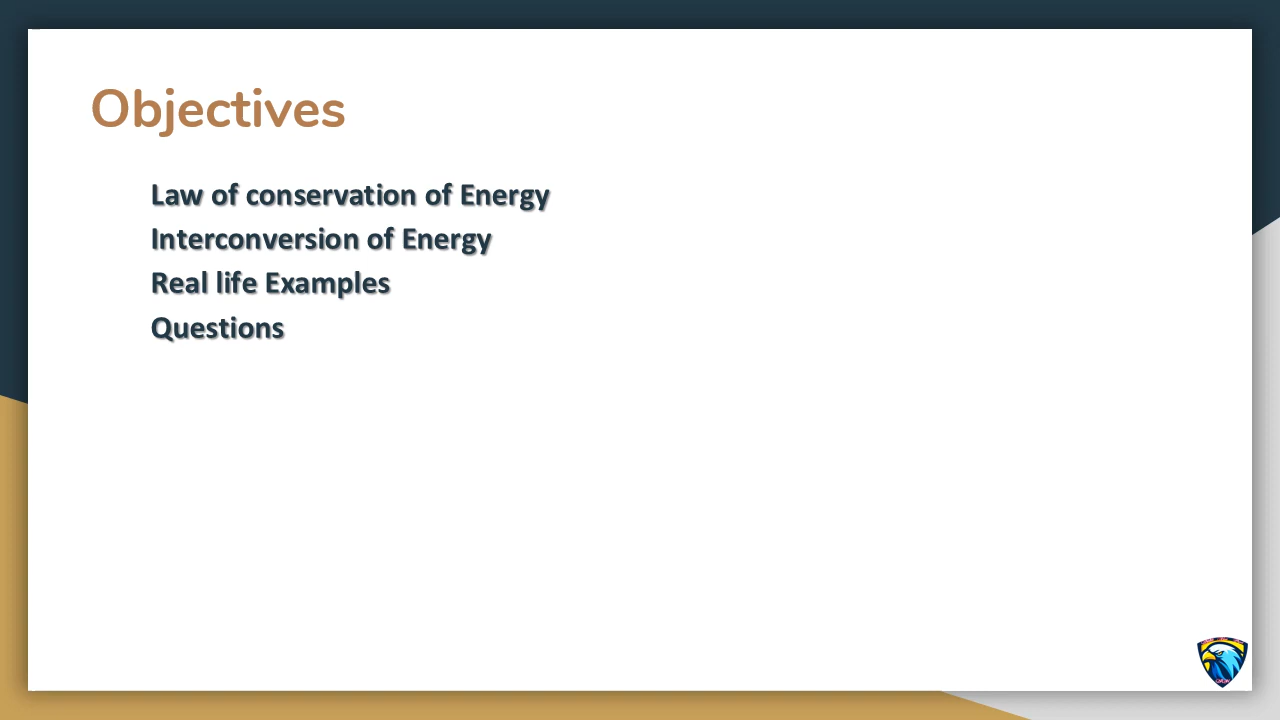 Objectives
Law of conservation of Energy
Interconversion of Energy
Real life Examples
Questions